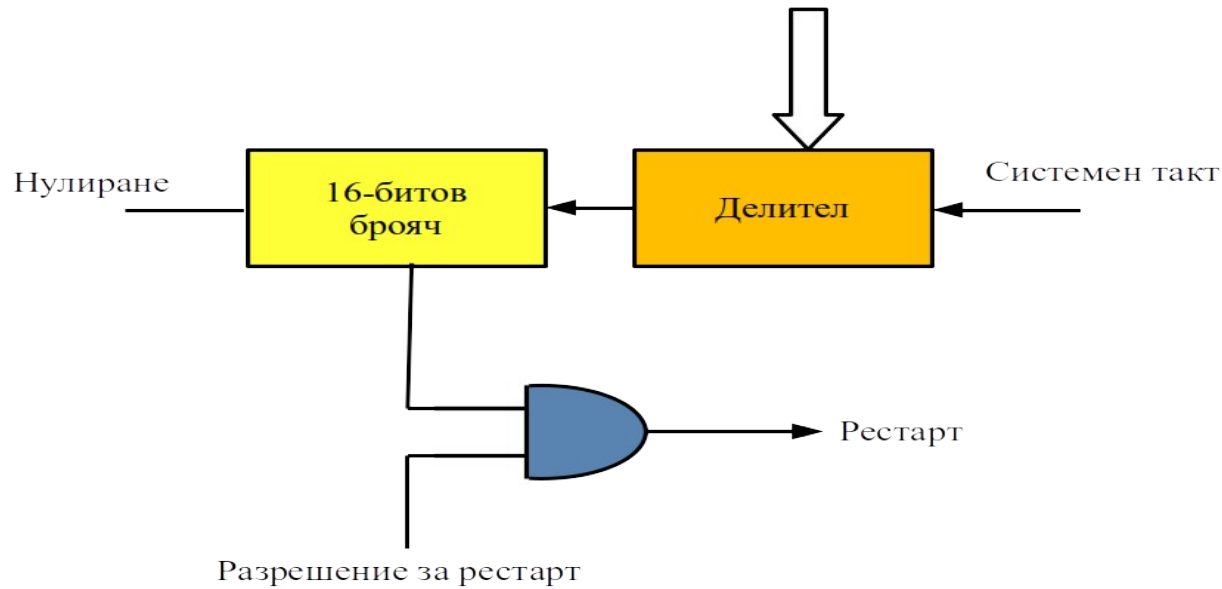 Нулиране
16-битов
брояч
Делител
Системен такт
Рестарт
Разрешение за рестарт